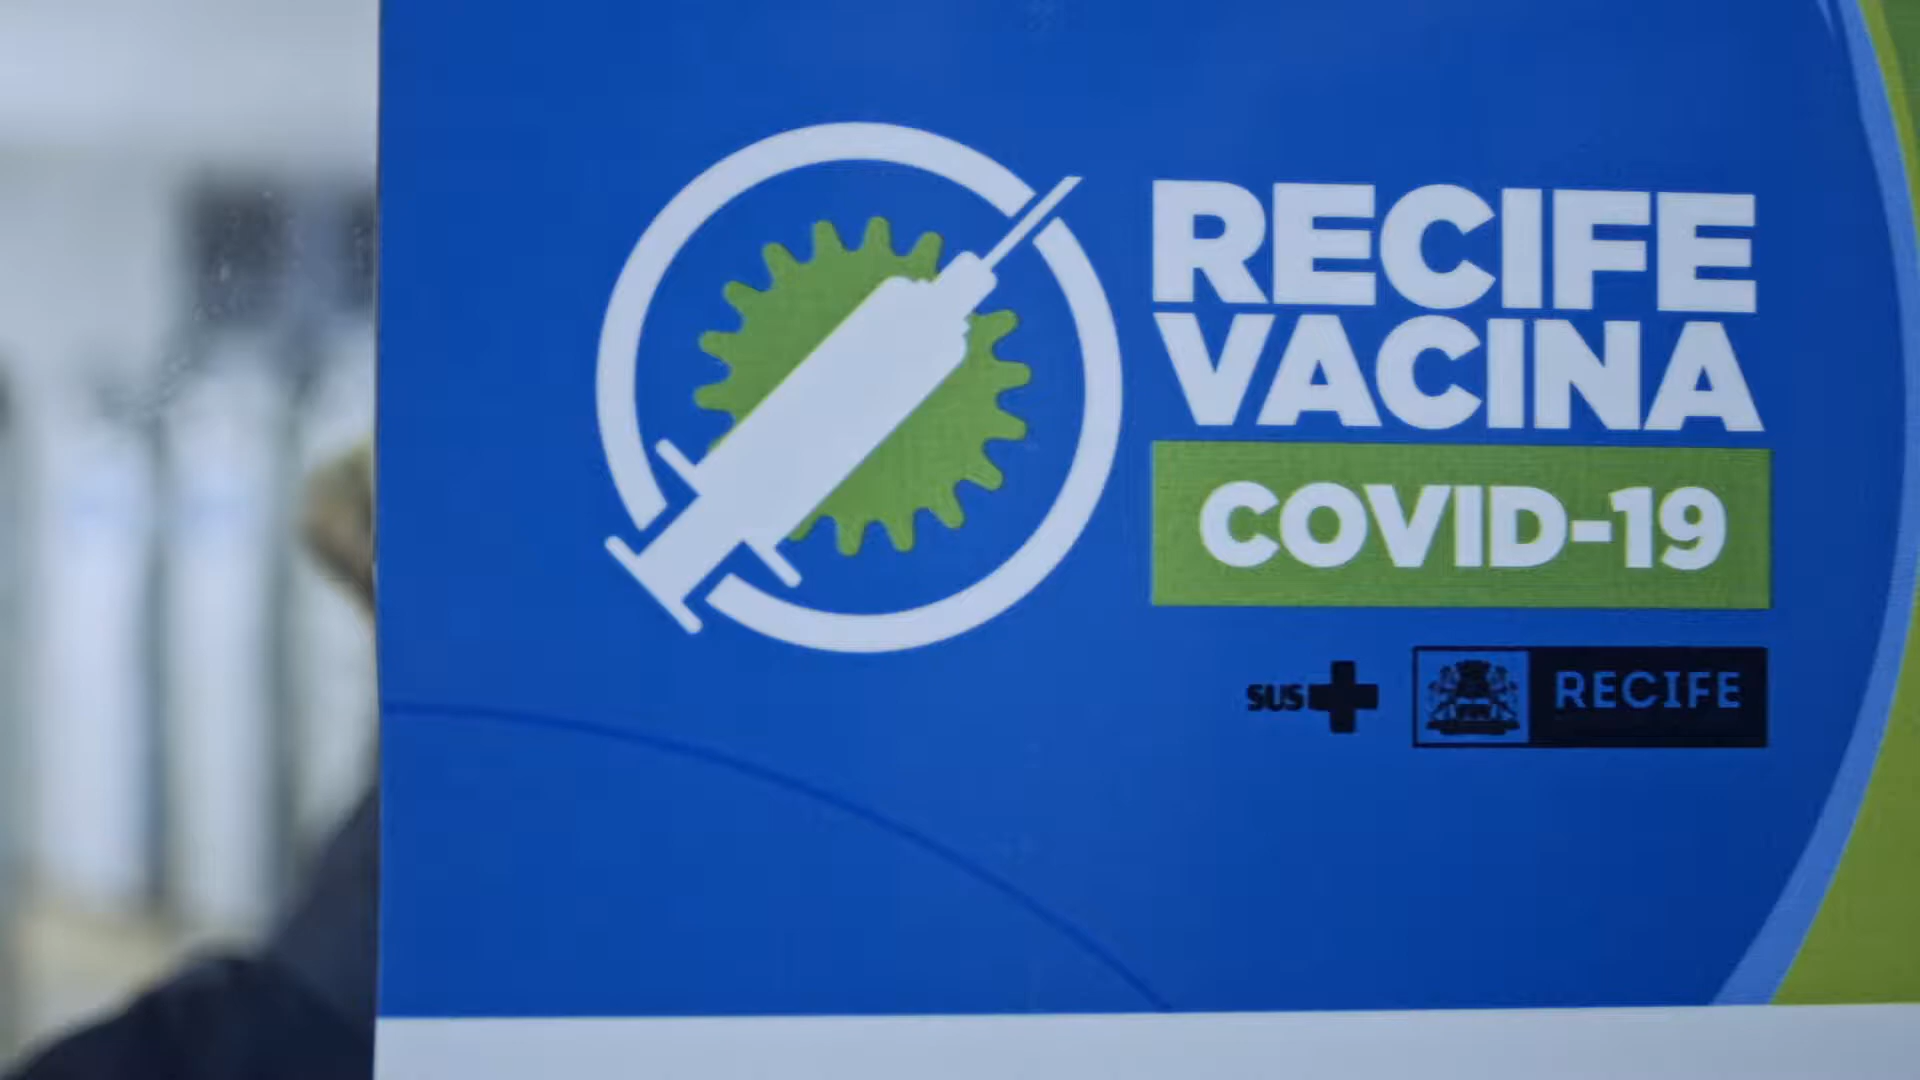 RECIFE
VACINA
COVID-19
SUS
RECIFE